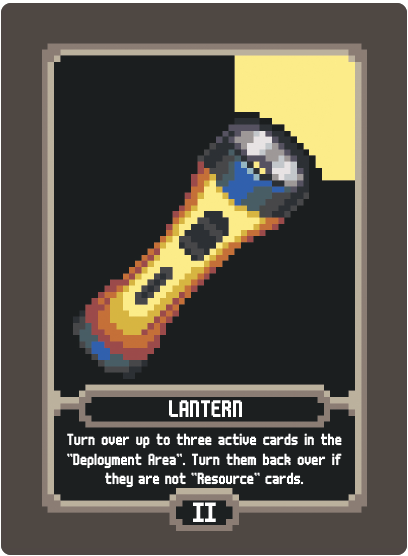 LANTERN
Turn over up to three active cards in the
"Deployment Area". Turn them back over if
they are not "Resource" cards.
II